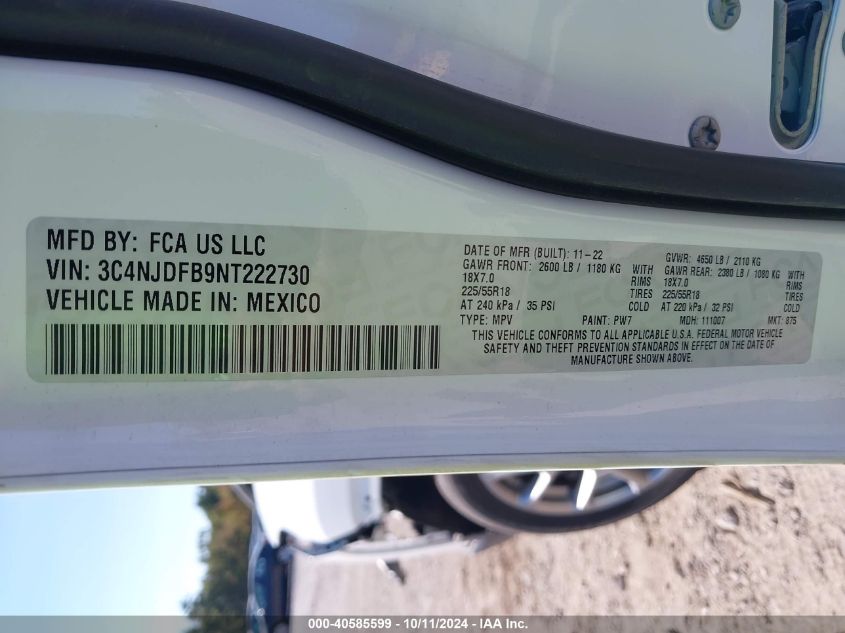 MFD BY: FCA US LLC
VIN: 3C4NJDFB9NT222730
VEHICLE MADE IN: MEXICO
DATE OF MFR (BUILT): 11-22 GVWR: 4650 LB / 2110 KG
GAWR FRONT: 2600 LB / 1180 KG WITH GAWR REAR: 2380 LB / 1080 KG WITH
18X7.0 RIMS 18X7.0 RIMS
225/55R18 TIRES 225/55R18 TIRES
AT 240 kPa / 35 PSI COLD AT 220 kPa / 32 PSI COLD
TYPE: MPV PAINT: PW7 MDH: 111007 MKT: 875
THIS VEHICLE CONFORMS TO ALL APPLICABLE U.S.A. FEDERAL MOTOR VEHICLE
SAFETY AND THEFT PREVENTION STANDARDS IN EFFECT ON THE DATE OF
MANUFACTURE SHOWN ABOVE.
000-40585599 - 10/11/2024 - IAA Inc.